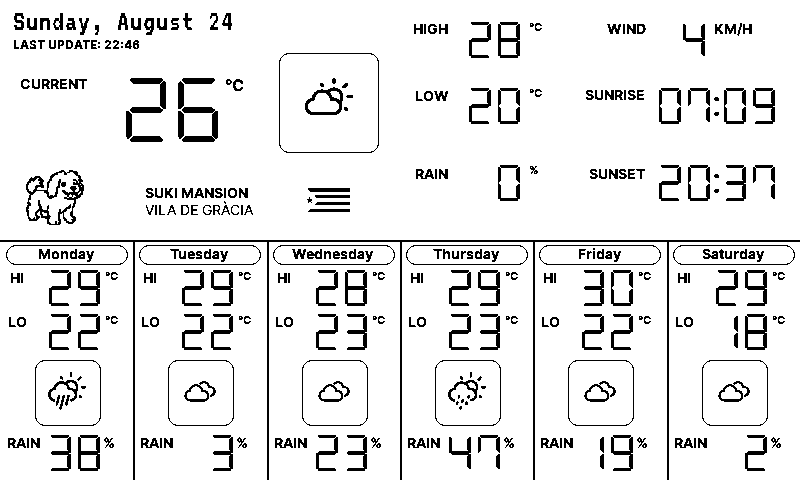 Sunday, August 24
LAST UPDATE: 22:46
CURRENT 26 °C
HIGH 28 °C
WIND 4 KM/H
LOW 20 °C
SUNRISE 07:09
RAIN 0 %
SUNSET 20:37
SUKI MANSION
VILA DE GRÀCIA
Monday
HI 29 °C
LO 22 °C
RAIN 38 %
Tuesday
HI 29 °C
LO 22 °C
RAIN 3 %
Wednesday
HI 28 °C
LO 23 °C
RAIN 23 %
Thursday
HI 29 °C
LO 23 °C
RAIN 47 %
Friday
HI 30 °C
LO 22 °C
RAIN 19 %
Saturday
HI 29 °C
LO 18 °C
RAIN 2 %